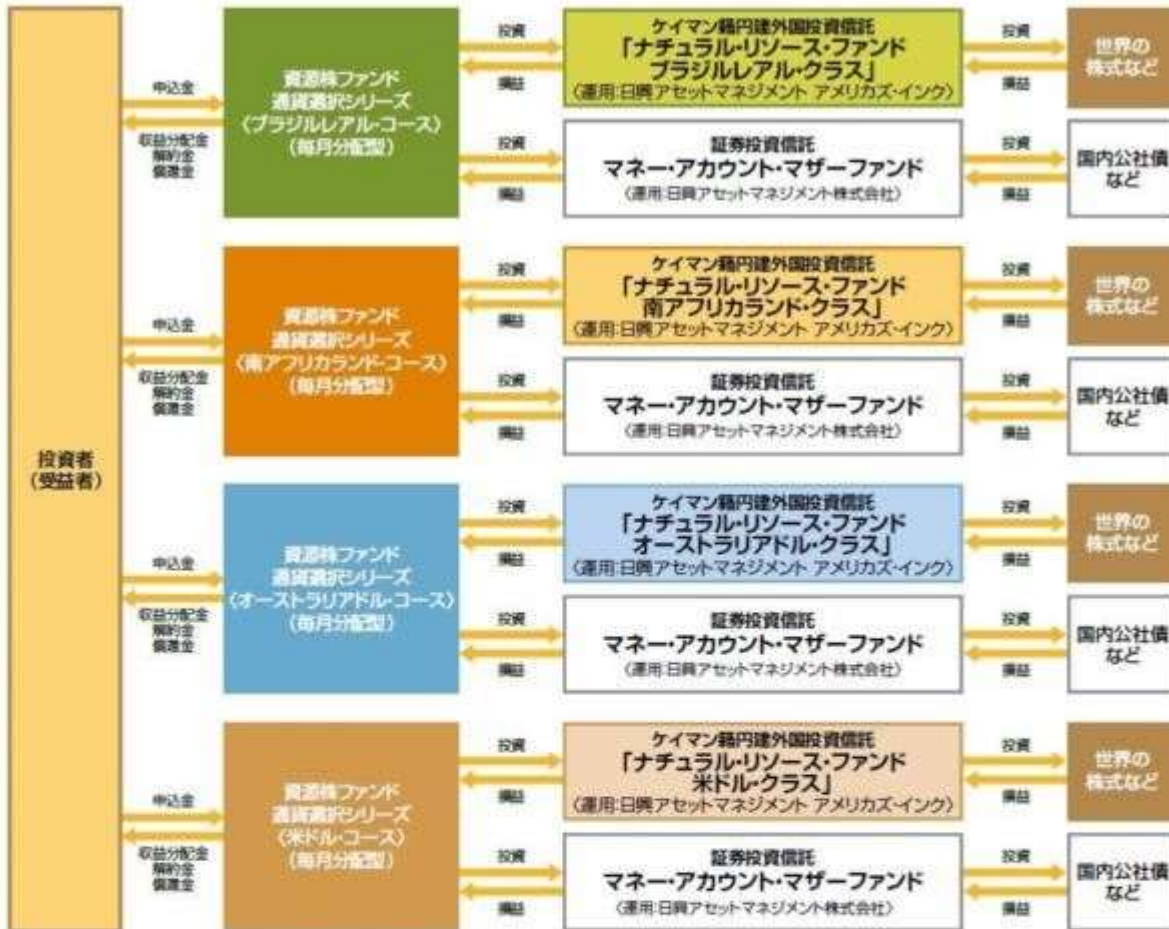 投資者
(受益者)
申込金
収益分配金
解約金
償還金
資源株ファンド
通貨選択シリーズ
〈ブラジルレアル・コース〉
(毎月分配型)
投資
損益
ケイマン籍円建外国投資信託
「ナチュラル・リソース・ファンド
ブラジルレアル・クラス」
〈運用:日興アセットマネジメント アメリカズ・インク〉
投資
損益
世界の
株式など
投資
損益
証券投資信託
マネー・アカウント・マザーファンド
〈運用:日興アセットマネジメント株式会社〉
投資
損益
国内公社債
など
申込金
収益分配金
解約金
償還金
資源株ファンド
通貨選択シリーズ
〈南アフリカランド・コース〉
(毎月分配型)
投資
損益
ケイマン籍円建外国投資信託
「ナチュラル・リソース・ファンド
南アフリカランド・クラス」
〈運用:日興アセットマネジメント アメリカズ・インク〉
投資
損益
世界の
株式など
投資
損益
証券投資信託
マネー・アカウント・マザーファンド
〈運用:日興アセットマネジメント株式会社〉
投資
損益
国内公社債
など
申込金
収益分配金
解約金
償還金
資源株ファンド
通貨選択シリーズ
〈オーストラリアドル・コース〉
(毎月分配型)
投資
損益
ケイマン籍円建外国投資信託
「ナチュラル・リソース・ファンド
オーストラリアドル・クラス」
〈運用:日興アセットマネジメント アメリカズ・インク〉
投資
損益
世界の
株式など
投資
損益
証券投資信託
マネー・アカウント・マザーファンド
〈運用:日興アセットマネジメント株式会社〉
投資
損益
国内公社債
など
申込金
収益分配金
解約金
償還金
資源株ファンド
通貨選択シリーズ
〈米ドル・コース〉
(毎月分配型)
投資
損益
ケイマン籍円建外国投資信託
「ナチュラル・リソース・ファンド
米ドル・クラス」
〈運用:日興アセットマネジメント アメリカズ・インク〉
投資
損益
世界の
株式など
投資
損益
証券投資信託
マネー・アカウント・マザーファンド
〈運用:日興アセットマネジメント株式会社〉
投資
損益
国内公社債
など